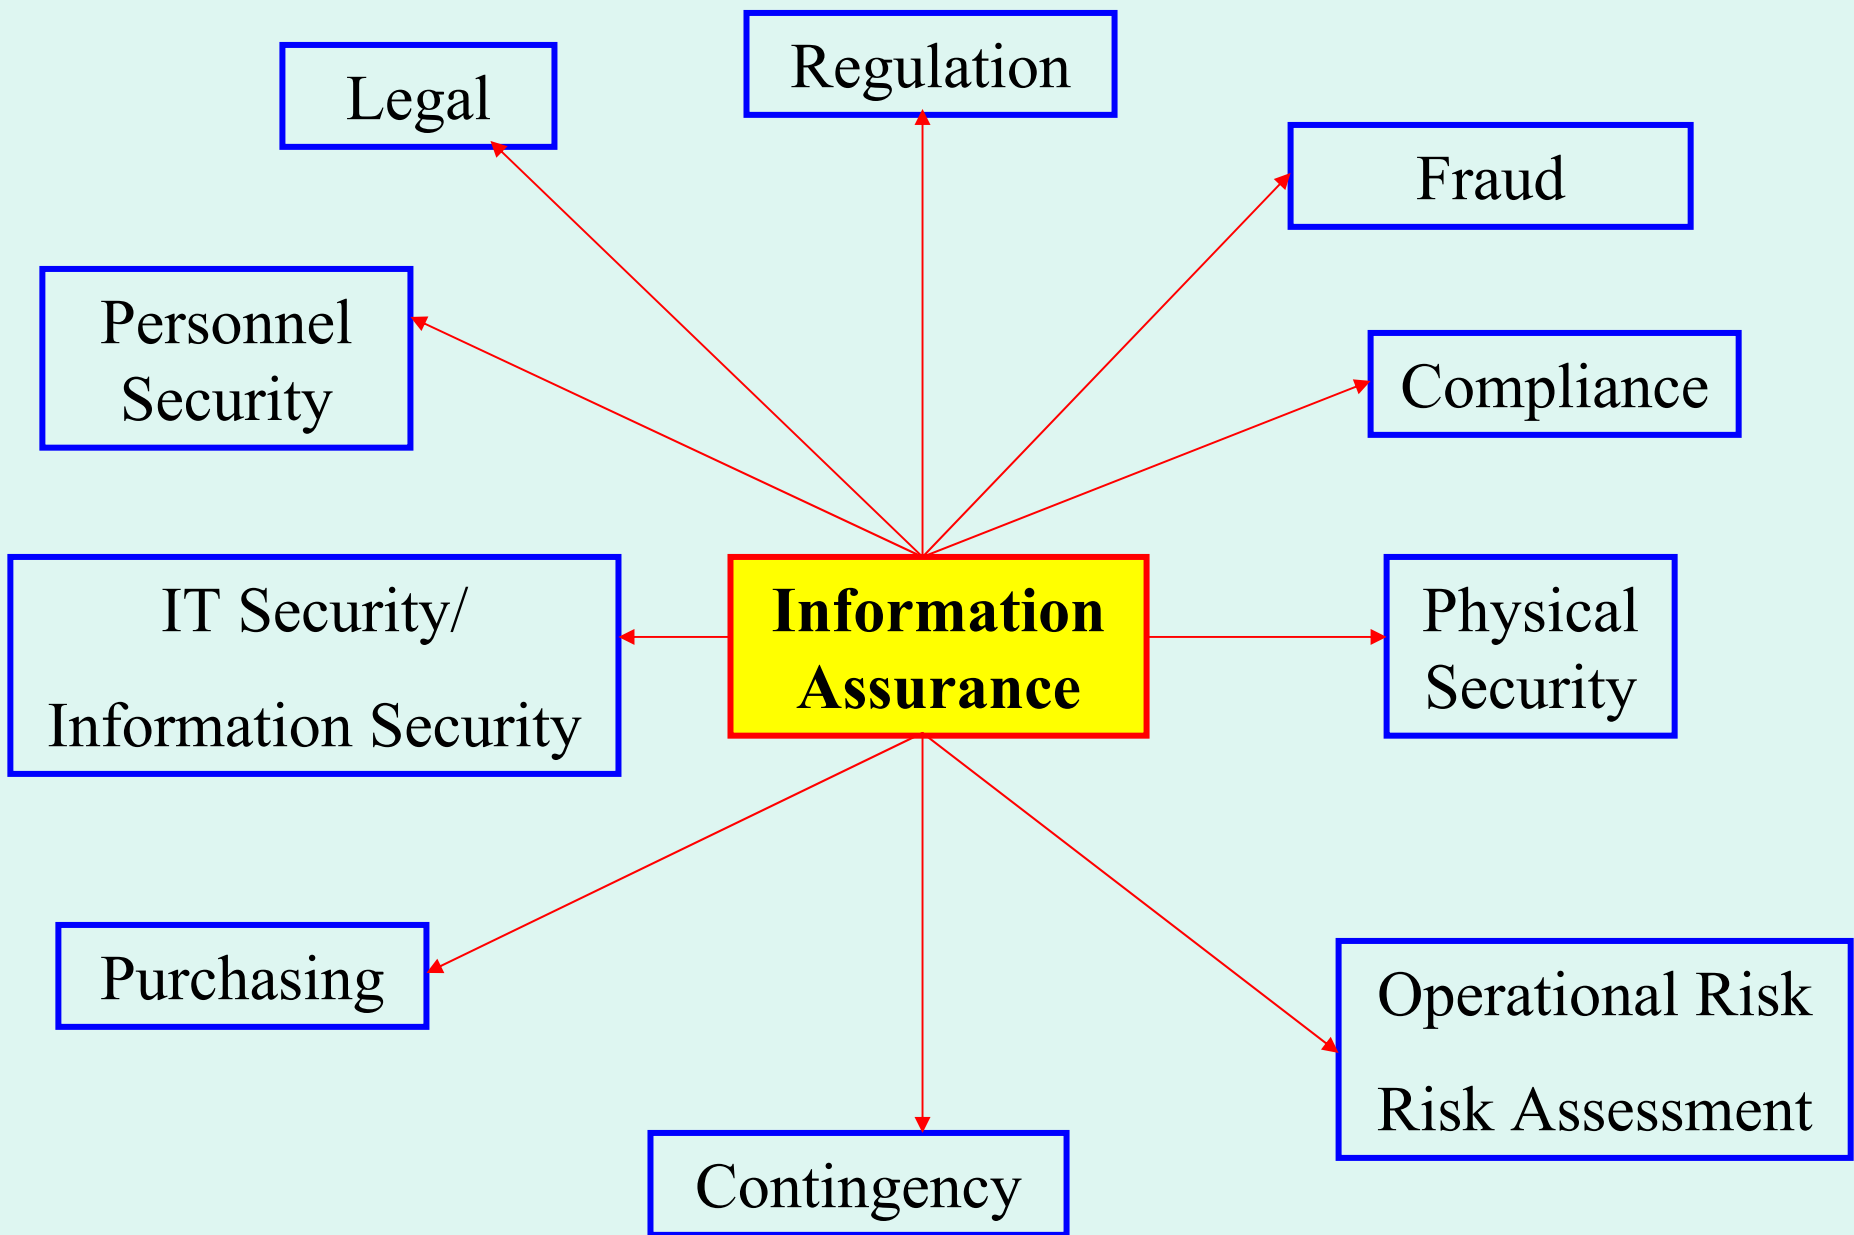 Regulation
Legal
Fraud
Personnel
Security
Compliance
IT Security/
Information Security
Information
Assurance
Physical
Security
Purchasing
Operational Risk
Risk Assessment
Contingency